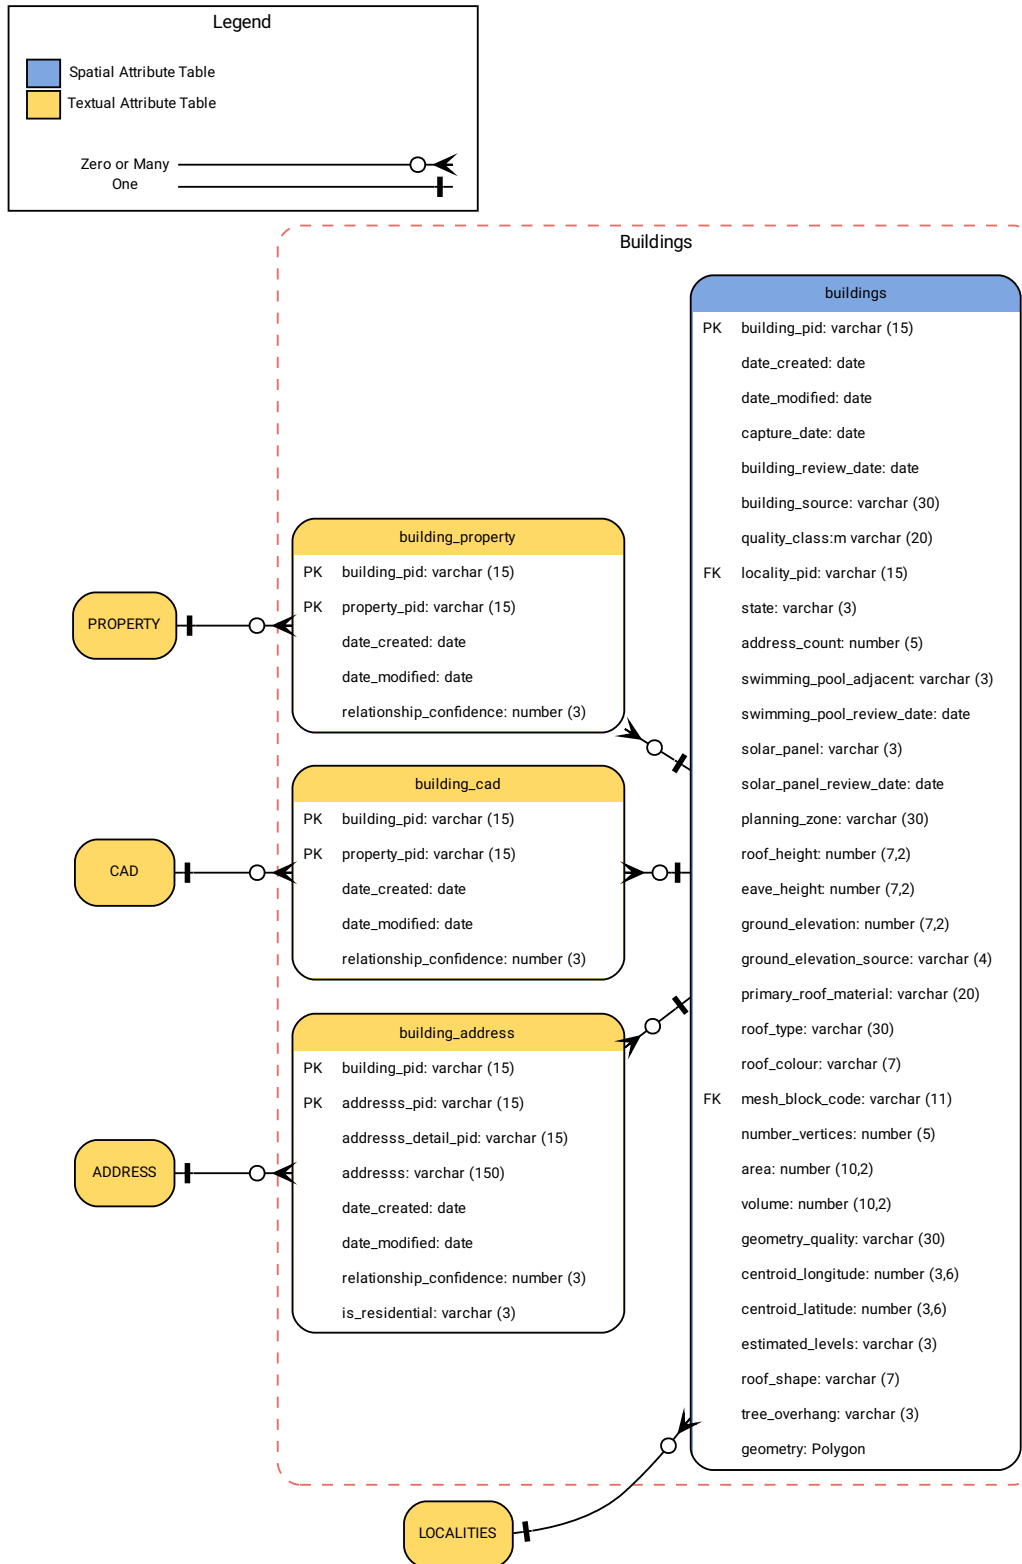 Legend
Spatial Attribute Table
Textual Attribute Table
Zero or Many
One
Buildings
buildings
PK building_pid: varchar (15)
date_created: date
date_modified: date
capture_date: date
building_review_date: date
building_source: varchar (30)
quality_class:m varchar (20)
FK locality_pid: varchar (15)
state: varchar (3)
address_count: number (5)
swimming_pool_adjacent: varchar (3)
swimming_pool_review_date: date
solar_panel: varchar (3)
solar_panel_review_date: date
planning_zone: varchar (30)
roof_height: number (7,2)
eave_height: number (7,2)
ground_elevation: number (7,2)
ground_elevation_source: varchar (4)
primary_roof_material: varchar (20)
roof_type: varchar (30)
roof_colour: varchar (7)
FK mesh_block_code: varchar (11)
number_vertices: number (5)
area: number (10,2)
volume: number (10,2)
geometry_quality: varchar (30)
centroid_longitude: number (3,6)
centroid_latitude: number (3,6)
estimated_levels: varchar (3)
roof_shape: varchar (7)
tree_overhang: varchar (3)
geometry: Polygon
building_property
PK building_pid: varchar (15)
PK property_pid: varchar (15)
date_created: date
date_modified: date
relationship_confidence: number (3)
PROPERTY
building_cad
PK building_pid: varchar (15)
PK property_pid: varchar (15)
date_created: date
date_modified: date
relationship_confidence: number (3)
CAD
building_address
PK building_pid: varchar (15)
PK addresss_pid: varchar (15)
addresss_detail_pid: varchar (15)
addresss: varchar (150)
date_created: date
date_modified: date
relationship_confidence: number (3)
is_residential: varchar (3)
ADDRESS
LOCALITIES